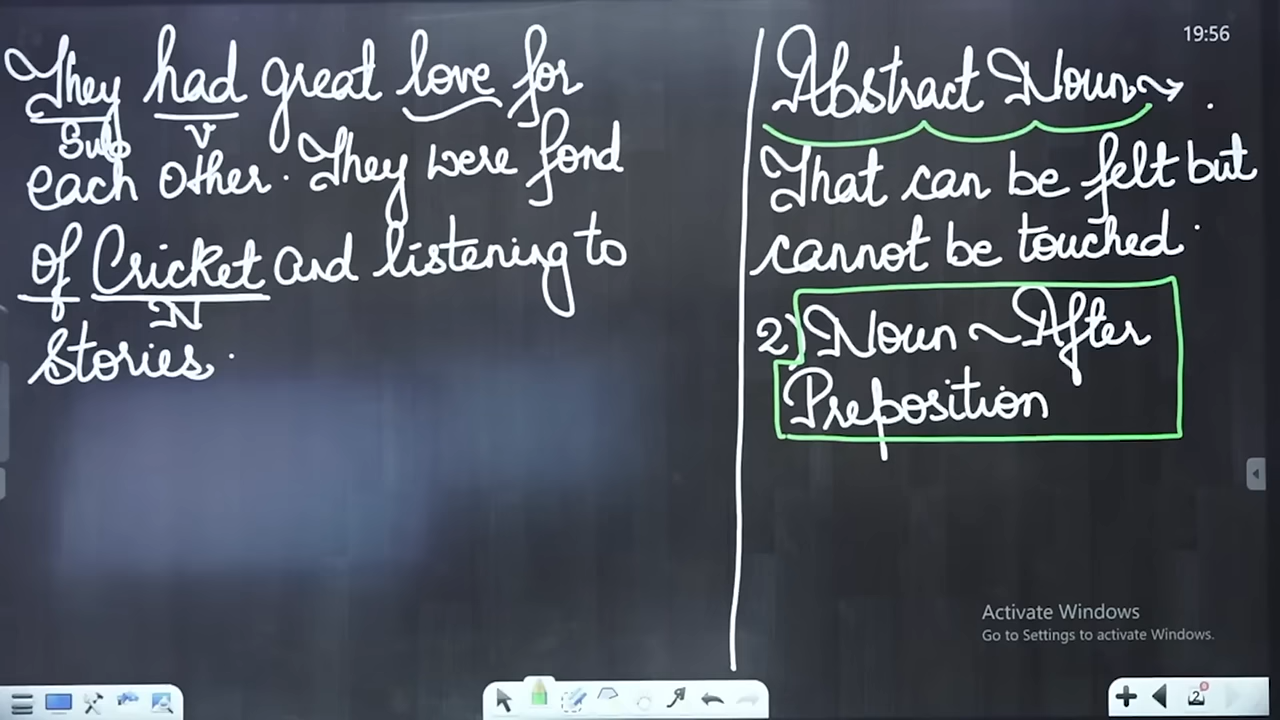 They had great love for
Sub v
each other. They were fond
of Cricket and listening to
N
Stories.
19:56
Abstract Noun~>.
That can be felt but
cannot be touched.
2) Noun ~ After
Preposition
Activate Windows
Go to Settings to activate Windows.
2